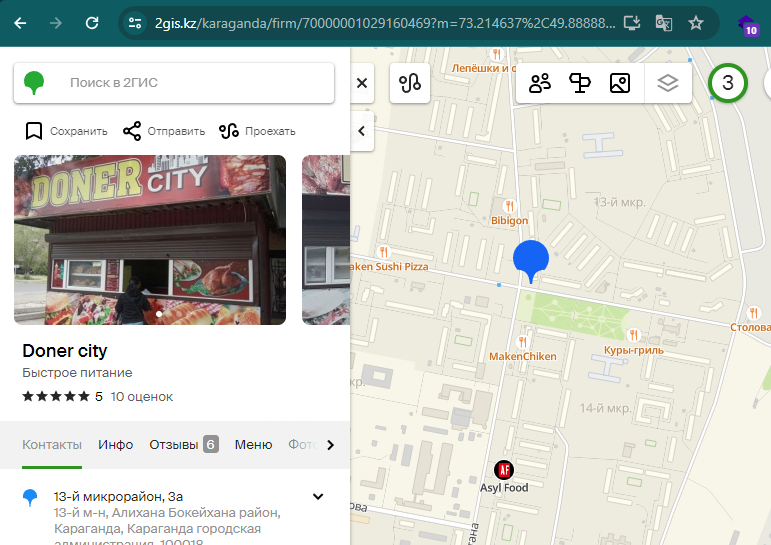 2gis.kz/karaganda/firm/70000001029160469?m=73.214637%2C49.88888...
10
Поиск в 2ГИС
Сохранить
Отправить
Проехать
3
DONER
CITY
Doner city
Быстрое питание
5 10 оценок
Контакты
Инфо
Отзывы 6
Меню
Фото
13-й микрорайон, 3а
13-й м-н, Алихана Бокейхана район,
Караганда, Караганда городская
администрация, 100018
Лепёшки и с
13-й мкр.
Bibigon
aken Sushi Pizza
Столова
Куры-гриль
MakenChiken
14-й мкр.
AF
Asyl Food
ова
тана